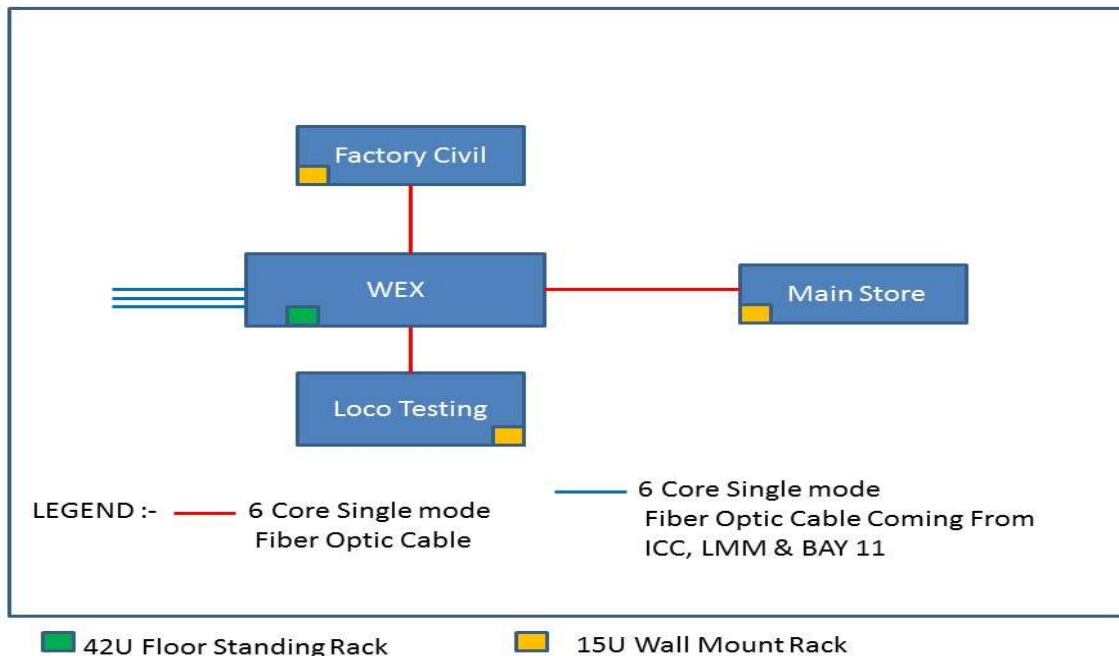 Factory Civil
WEX
Main Store
Loco Testing
LEGEND :-
6 Core Single mode
Fiber Optic Cable
6 Core Single mode
Fiber Optic Cable Coming From
ICC, LMM & BAY 11
42U Floor Standing Rack
15U Wall Mount Rack